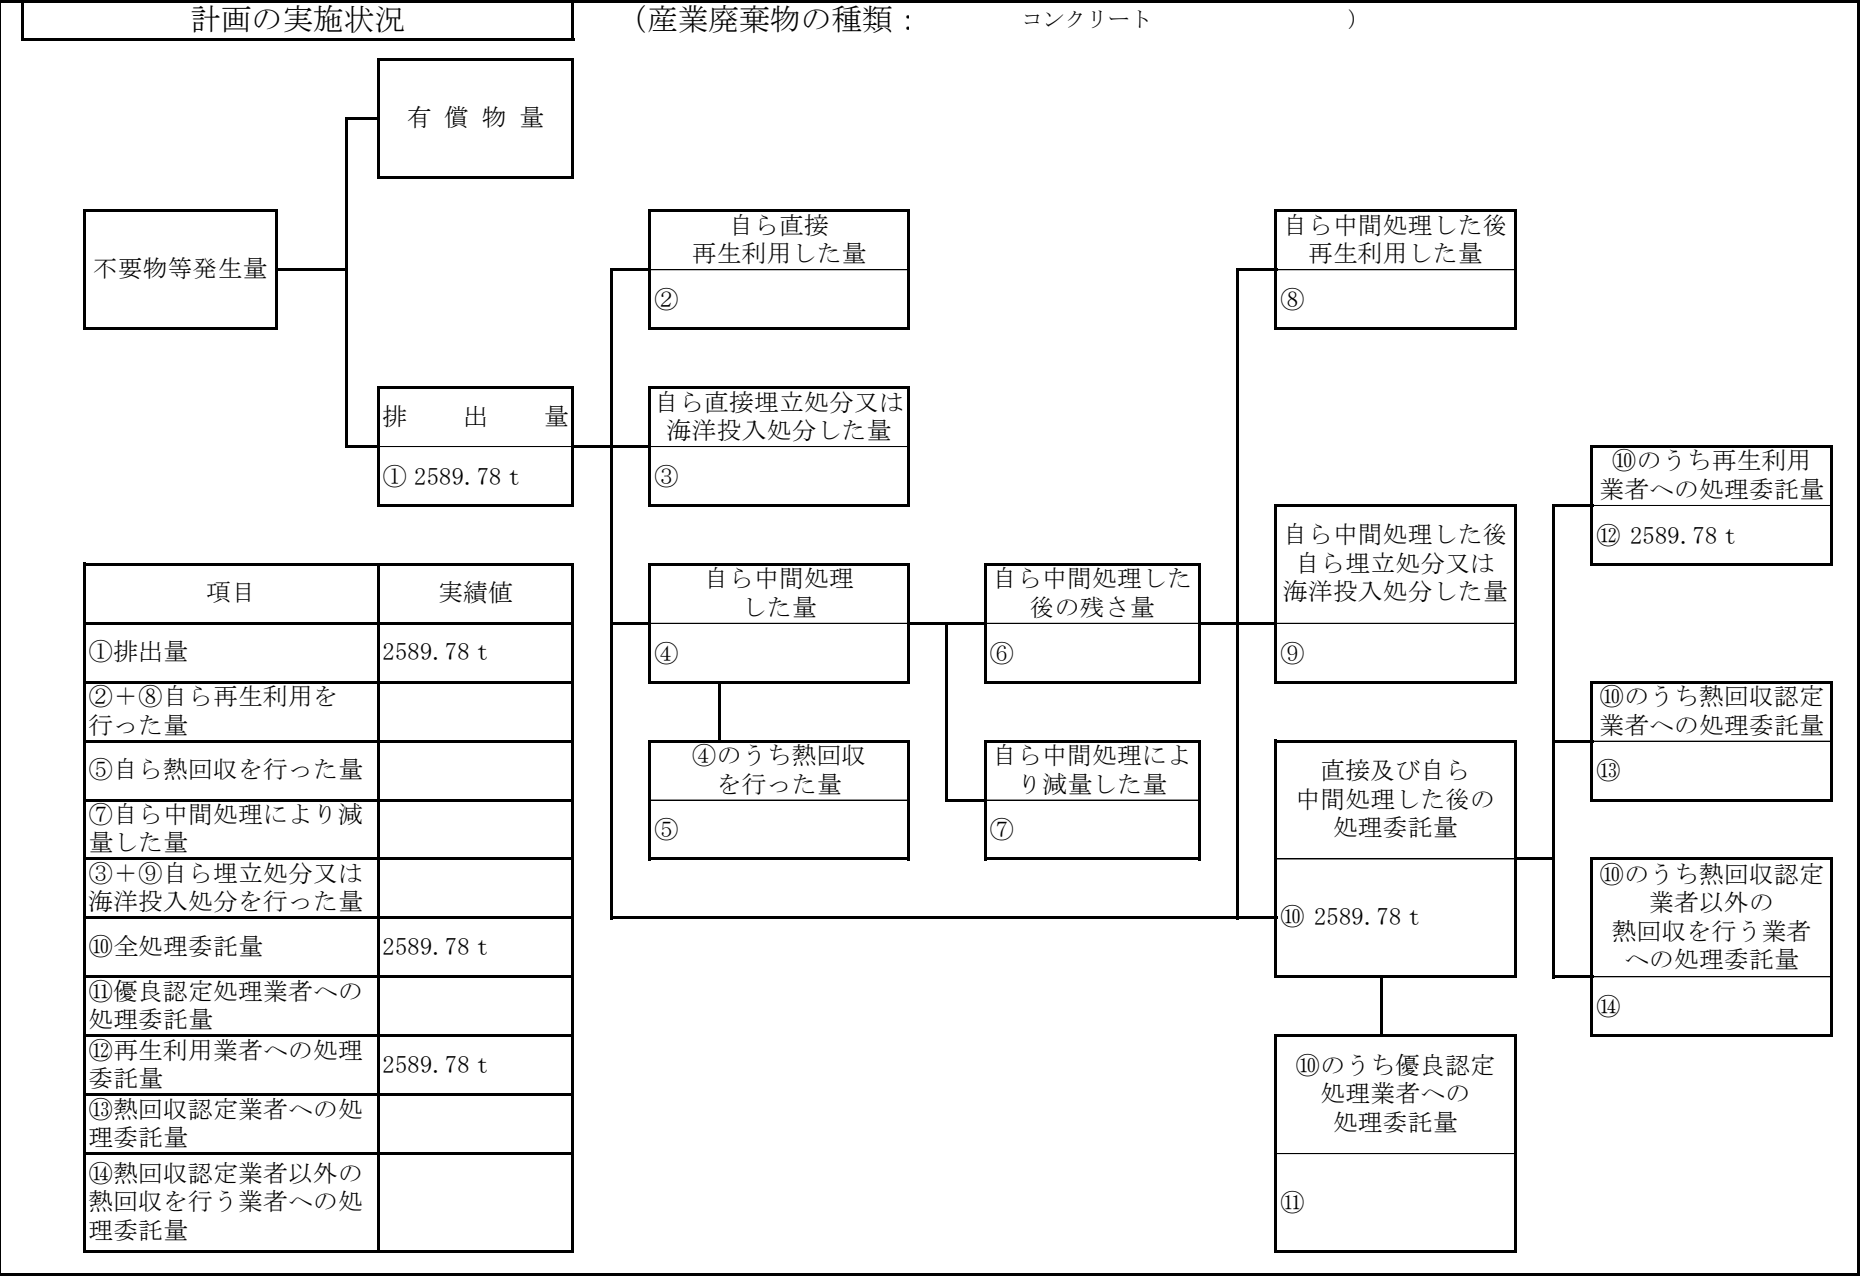 計画の実施状況
(産業廃棄物の種類： コンクリート )
有償物量
不要物等発生量
排出量
① 2589.78 t
自ら直接
再生利用した量
②
自ら直接埋立処分又は
海洋投入処分した量
③
自ら中間処理
した量
④
④のうち熱回収
を行った量
⑤
自ら中間処理した
後の残さ量
⑥
自ら中間処理によ
り減量した量
⑦
自ら中間処理した後
再生利用した量
⑧
自ら中間処理した後
自ら埋立処分又は
海洋投入処分した量
⑨
直接及び自ら
中間処理した後の
処理委託量
⑩ 2589.78 t
⑩のうち優良認定
処理業者への
処理委託量
⑪
⑩のうち再生利用
業者への処理委託量
⑫ 2589.78 t
⑩のうち熱回収認定
業者への処理委託量
⑬
⑩のうち熱回収認定
業者以外の
熱回収を行う業者
への処理委託量
⑭
項目 実績値
①排出量 2589.78 t
②＋⑧自ら再生利用を
行った量
⑤自ら熱回収を行った量
⑦自ら中間処理により減
量した量
③＋⑨自ら埋立処分又は
海洋投入処分を行った量
⑩全処理委託量 2589.78 t
⑪優良認定処理業者への
処理委託量
⑫再生利用業者への処理
委託量 2589.78 t
⑬熱回収認定業者への処
理委託量
⑭熱回収認定業者以外の
熱回収を行う業者への処
理委託量